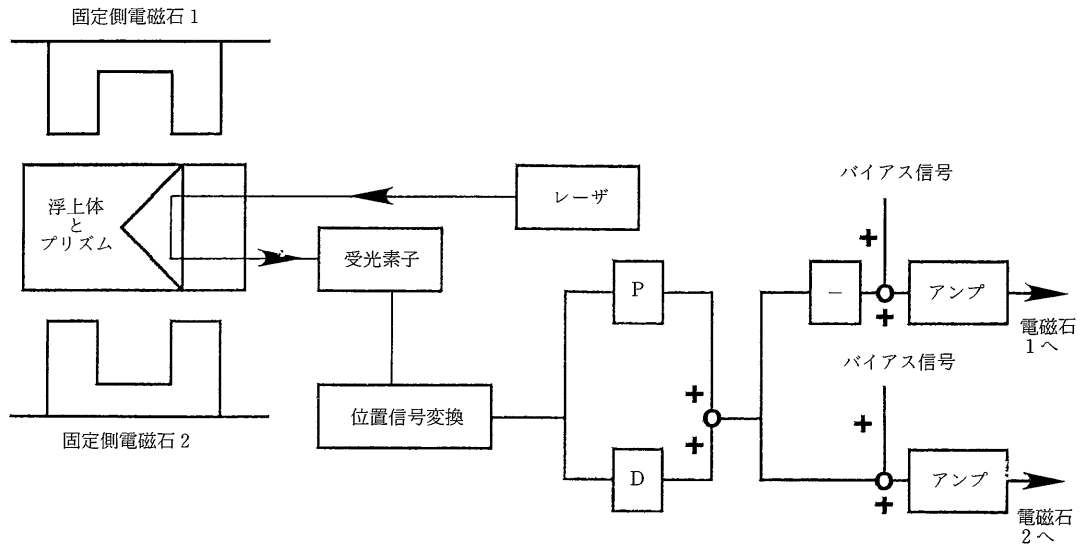 固定側電磁石1
浮上体
と
プリズム
レーザ
受光素子
位置信号変換
固定側電磁石2
P
D
+
+
バイアス信号
+
−
+
アンプ
電磁石
1へ
バイアス信号
+
+
アンプ
電磁石
2へ